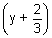 (y + 2/3)